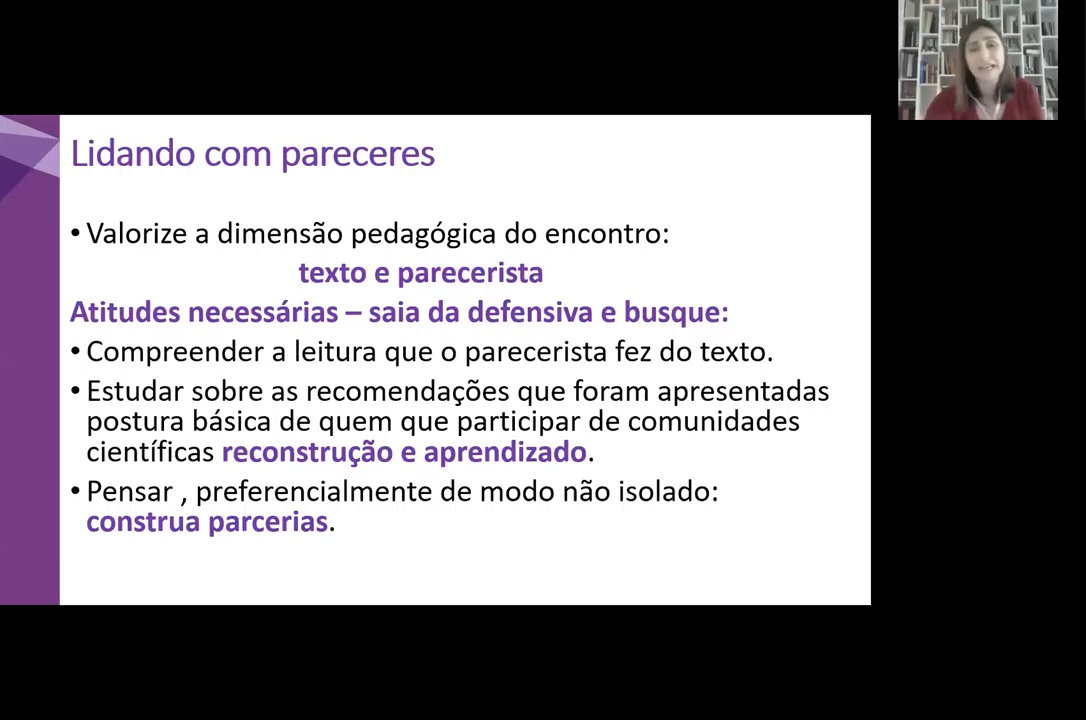 Lidando com pareceres
• Valorize a dimensão pedagógica do encontro:
texto e parecerista
Atitudes necessárias – saia da defensiva e busque:
• Compreender a leitura que o parecerista fez do texto.
• Estudar sobre as recomendações que foram apresentadas
postura básica de quem que participar de comunidades
científicas reconstrução e aprendizado.
• Pensar , preferencialmente de modo não isolado:
construa parcerias.